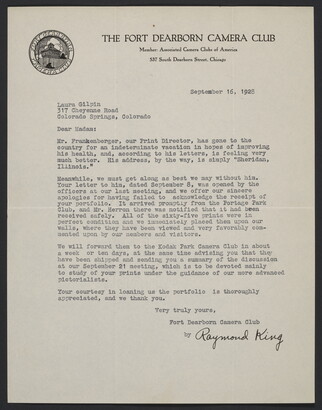 THE FORT DEARBORN CAMERA CLUB
Member: Associated Camera Clubs of America
537 South Dearborn Street, Chicago
September 16, 1925
Laura Gilpin
317 Cheyenne Road
Colorado Springs, Colorado
Dear Madam:
Mr. Frankenberger, our Print Director, has gone to the
country for an indeterminate vacation in hopes of improving
his health, and, according to his letters, is feeling very
much better. His address, by the way, is simply "Sheridan,
Illinois."
Meanwhile, we must get along as best we may without him.
Your letter to him, dated September 8, was opened by the
officers at our last meeting, and we offer our sincere
apologies for having failed to acknowledge the receipt of
your portfolio. It arrived promptly from the Portage Park
Club, and Mr. Herron there was notified that it had been
received safely. All of the sixty-five prints were in
perfect condition and we immediately placed them upon our
walls, where they have been viewed and very favorably com-
mented upon by our members and visitors.
We will forward them to the Kodak Park Camera Club in about
a week or ten days, at the same time advising you that they
have been shipped and sending you a summary of the discussion
at our September 21 meeting, which is to be devoted mainly
to study of your prints under the guidance of our more advanced
pictorialists.
Your courtesy in loaning us the portfolio is thoroughly
appreciated, and we thank you.
Very truly yours,
Fort Dearborn Camera Club
by Raymond King